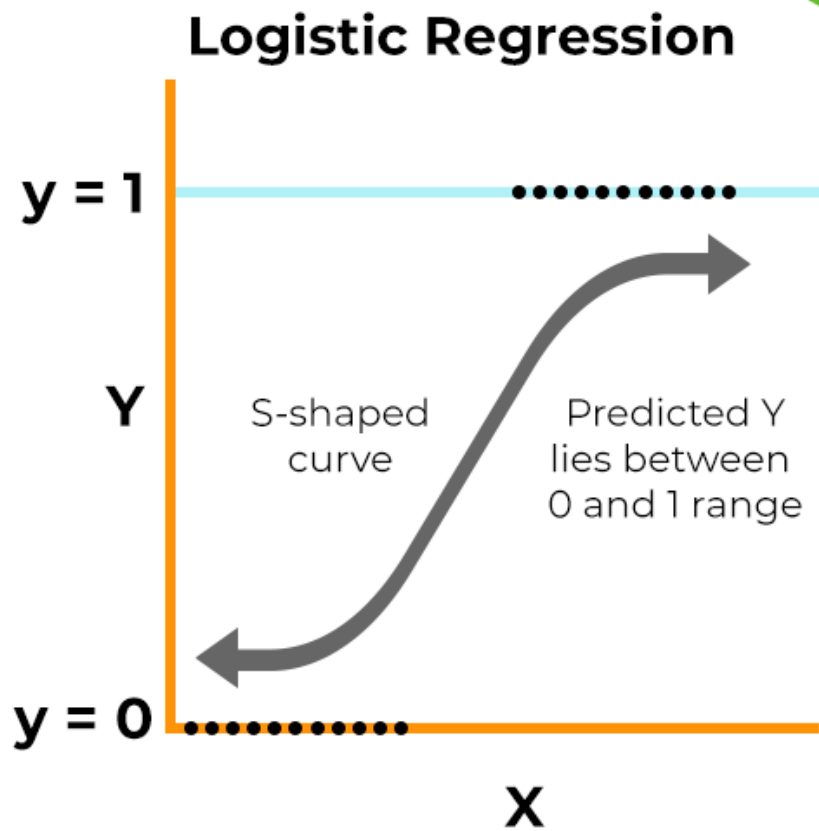 Logistic Regression
y = 1
Y
S-shaped
curve
Predicted Y
lies between
0 and 1 range
y = 0
X